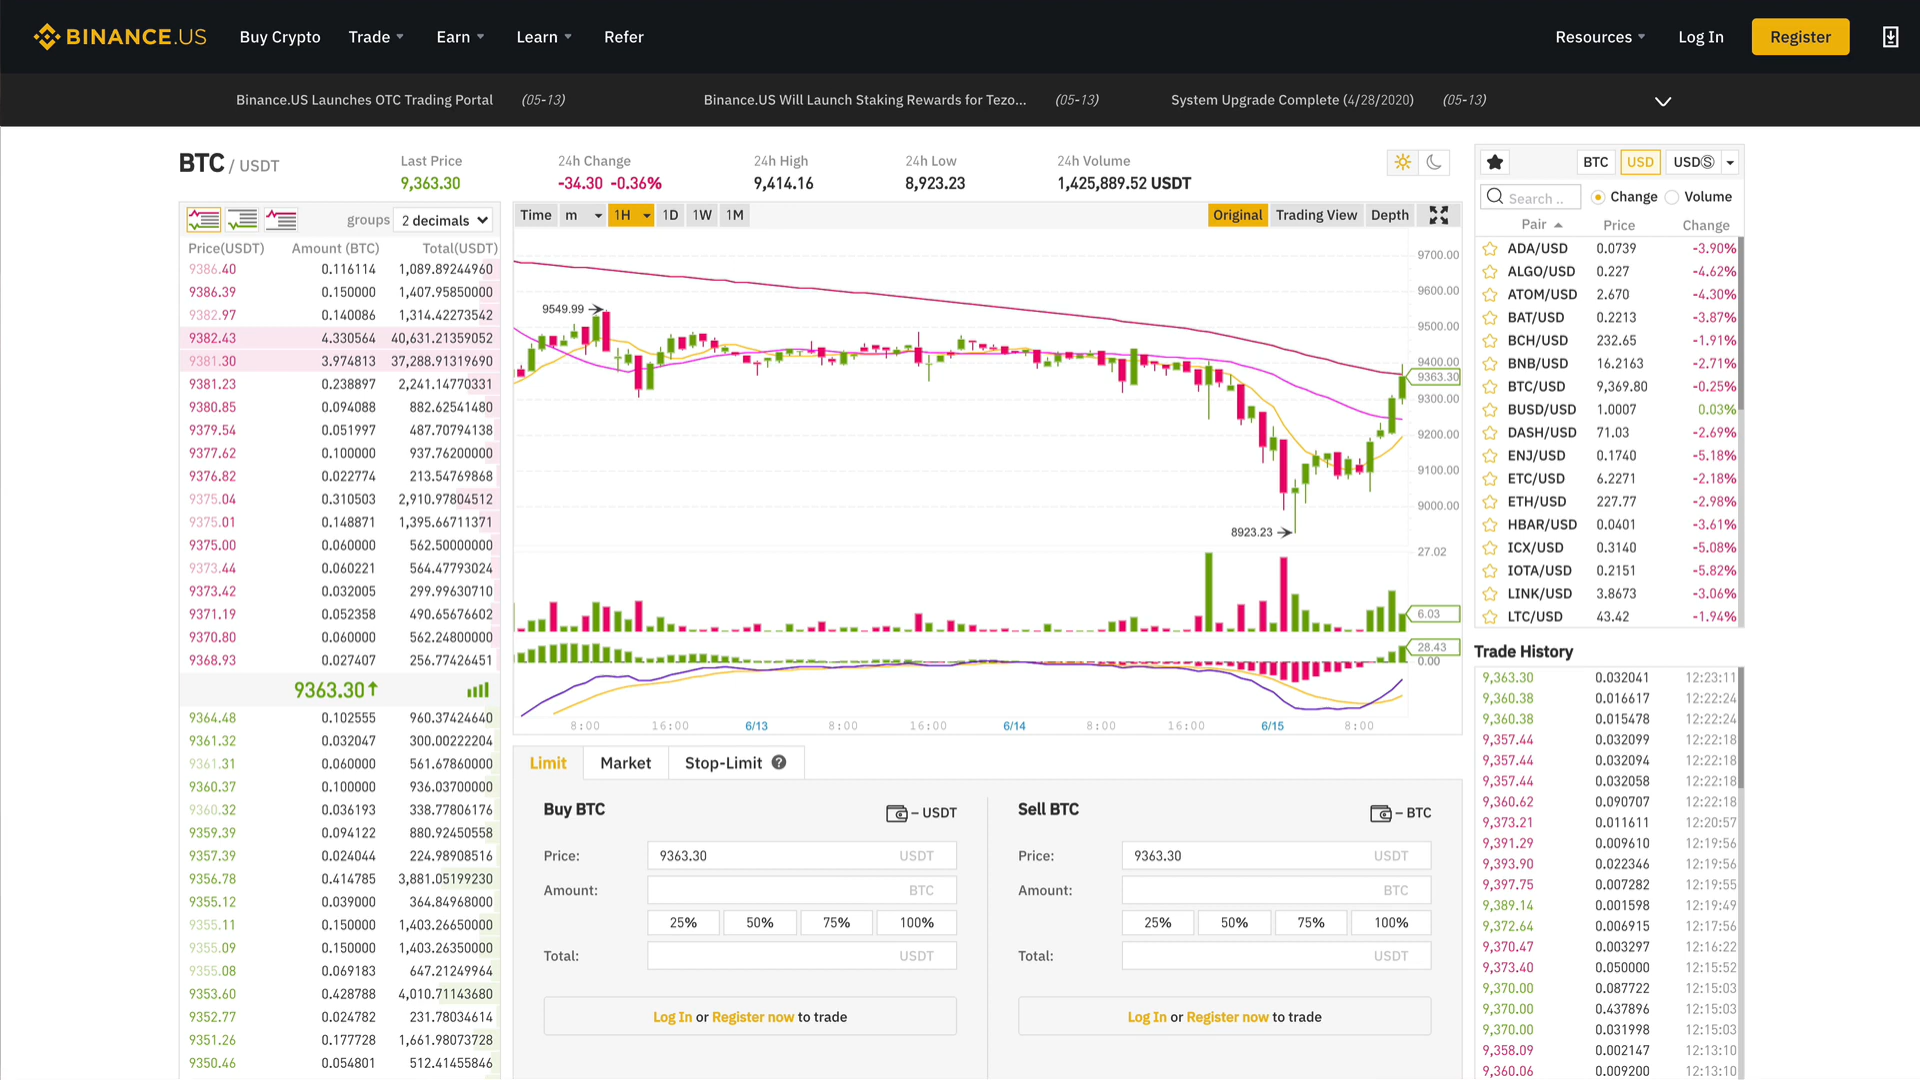 BINANCE.US Buy Crypto Trade Earn Learn Refer Resources Log In Register
Binance.US Launches OTC Trading Portal (05-13) Binance.US Will Launch Staking Rewards for Tezo... (05-13) System Upgrade Complete (4/28/2020) (05-13)
BTC / USDT
Last Price 24h Change 24h High 24h Low 24h Volume
9,363.30 -34.30 -0.36% 9,414.16 8,923.23 1,425,889.52 USDT
groups 2 decimals
Price(USDT) Amount (BTC) Total(USDT)
9386.40 0.116114 1,089.89244960
9386.39 0.150000 1,407.95850000
9382.97 0.140086 1,314.42273542
9382.43 4.330564 40,631.21359052
9381.30 3.974813 37,288.91319690
9381.23 0.238897 2,241.14770331
9380.85 0.094088 882.62541480
9379.54 0.051997 487.70794138
9377.62 0.100000 937.76200000
9376.82 0.022774 213.54769868
9375.04 0.310503 2,910.97804512
9375.01 0.148871 1,395.66711371
9375.00 0.060000 562.50000000
9373.44 0.060221 564.47793024
9373.42 0.032005 299.99630710
9371.19 0.052358 490.65676602
9370.80 0.060000 562.24800000
9368.93 0.027407 256.77426451
9363.30
9364.48 0.102555 960.37424640
9361.32 0.032047 300.00222204
9361.31 0.060000 561.67860000
9360.37 0.100000 936.03700000
9360.32 0.036193 338.77806176
9359.39 0.094122 880.92450558
9357.39 0.024044 224.98908516
9356.78 0.414785 3,881.05199230
9355.12 0.039000 364.84968000
9355.11 0.150000 1,403.26650000
9355.09 0.150000 1,403.26350000
9355.08 0.069183 647.21249964
9353.60 0.428788 4,010.71143680
9352.77 0.024782 231.78034614
9351.26 0.177728 1,661.98073728
9350.46 0.054801 512.41455846
Time m 1H 1D 1W 1M Original Trading View Depth
9700.00
9600.00
9549.99
9500.00
9400.00
9363.30
9300.00
9200.00
9100.00
9000.00
8923.23
27.02
6.03
28.43
0.00
8:00 16:00 6/13 8:00 16:00 6/14 8:00 16:00 6/15 8:00
Limit Market Stop-Limit ?
Buy BTC – USDT
Price: 9363.30 USDT
Amount: BTC
25% 50% 75% 100%
Total: USDT
Log In or Register now to trade
Sell BTC – BTC
Price: 9363.30 USDT
Amount: BTC
25% 50% 75% 100%
Total: USDT
Log In or Register now to trade
BTC USD USDⓈ
Search .. Change Volume
Pair Price Change
ADA/USD 0.0739 -3.90%
ALGO/USD 0.227 -4.62%
ATOM/USD 2.670 -4.30%
BAT/USD 0.2213 -3.87%
BCH/USD 232.65 -1.91%
BNB/USD 16.2163 -2.71%
BTC/USD 9,369.80 -0.25%
BUSD/USD 1.0007 0.03%
DASH/USD 71.03 -2.69%
ENJ/USD 0.1740 -5.18%
ETC/USD 6.2271 -2.18%
ETH/USD 227.77 -2.98%
HBAR/USD 0.0401 -3.61%
ICX/USD 0.3140 -5.08%
IOTA/USD 0.2151 -5.82%
LINK/USD 3.8673 -3.06%
LTC/USD 43.42 -1.94%
Trade History
9,363.30 0.032041 12:23:11
9,360.38 0.016617 12:22:24
9,360.38 0.015478 12:22:24
9,357.44 0.032099 12:22:18
9,357.44 0.032094 12:22:18
9,357.44 0.032058 12:22:18
9,360.62 0.090707 12:22:18
9,373.21 0.011611 12:20:57
9,391.29 0.009610 12:19:56
9,393.90 0.022346 12:19:56
9,397.75 0.007282 12:19:55
9,389.14 0.001598 12:19:49
9,372.64 0.006915 12:17:56
9,370.47 0.003297 12:16:22
9,373.40 0.050000 12:15:52
9,370.00 0.087722 12:15:03
9,370.00 0.437896 12:15:03
9,370.00 0.031998 12:15:03
9,358.09 0.002147 12:13:10
9,360.06 0.009200 12:13:10